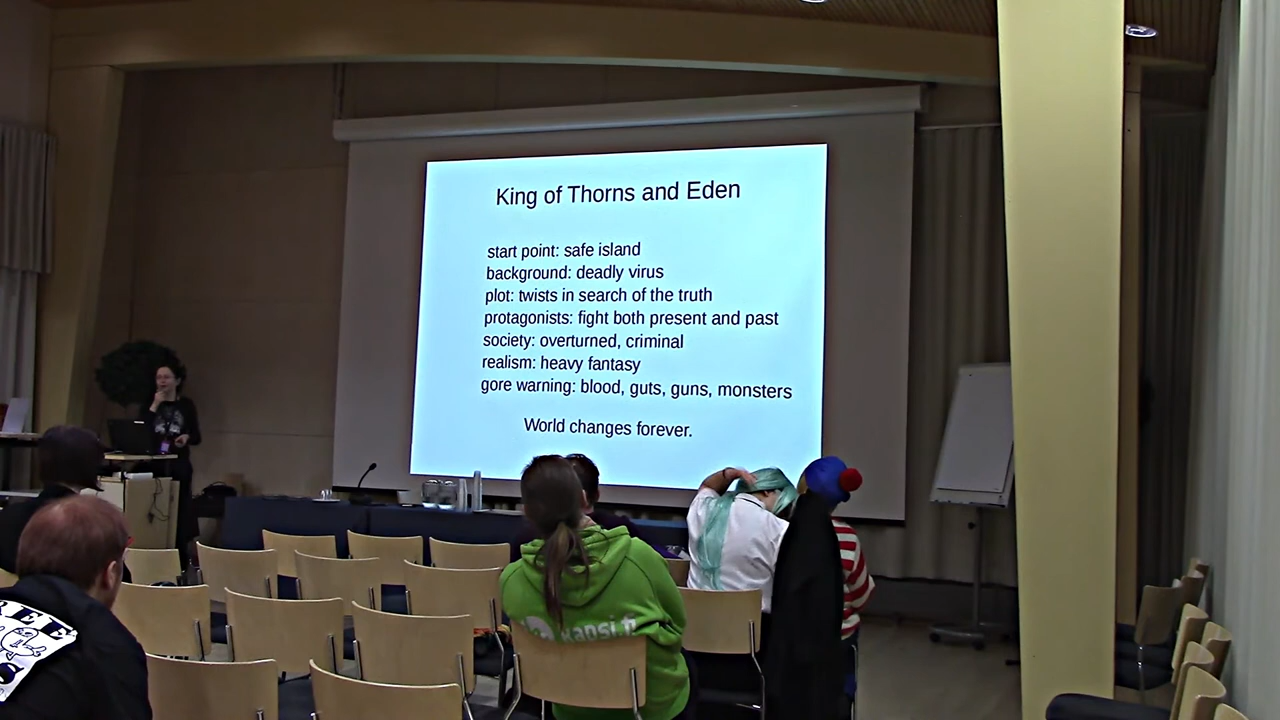 King of Thorns and Eden
start point: safe island
background: deadly virus
plot: twists in search of the truth
protagonists: fight both present and past
society: overturned, criminal
realism: heavy fantasy
gore warning: blood, guts, guns, monsters
World changes forever.